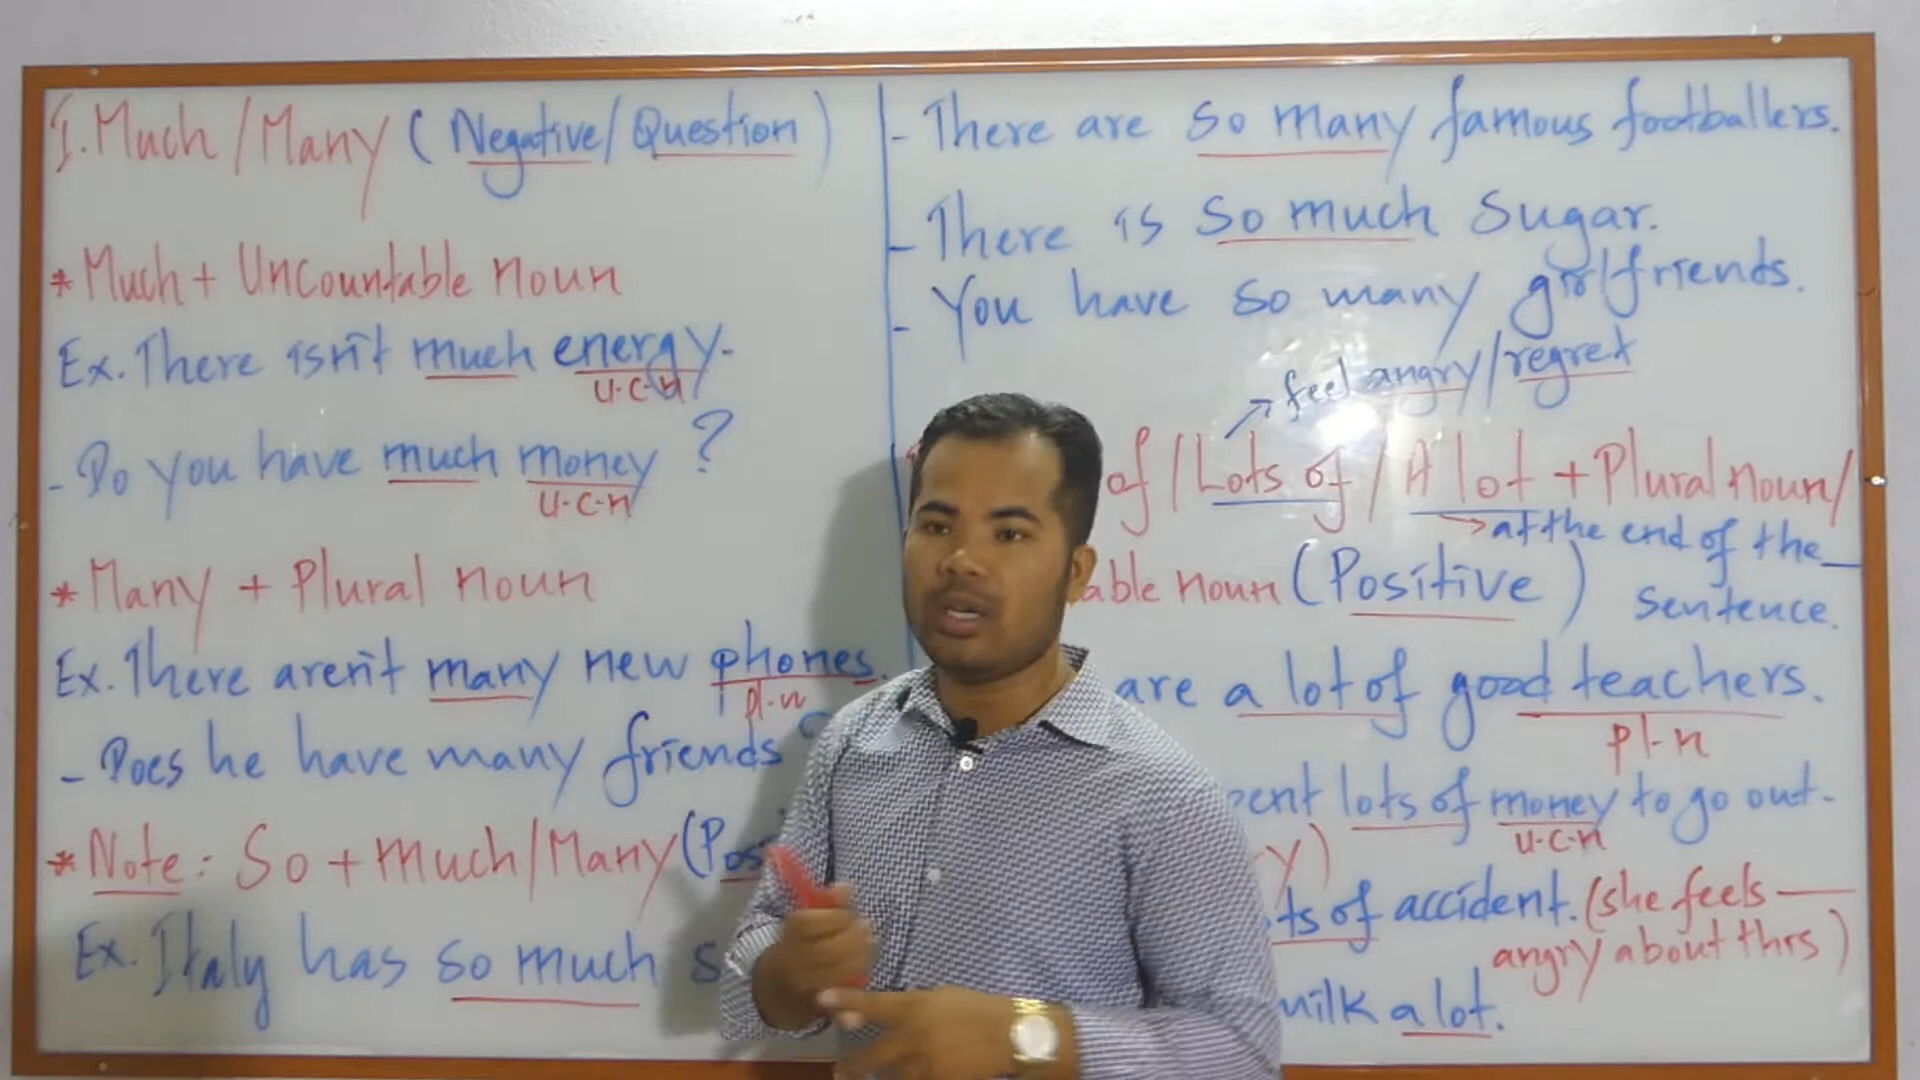 I. Much/Many (Negative/Question)
* Much + Uncountable noun
Ex. There isn't much energy.
u.c.n
- Do you have much money?
u.c.n
* Many + Plural noun
Ex. There aren't many new phones.
pl-n
- Does he have many friends
* Note: So + much/Many (Pos
Ex. Italy has so much s
- There are so many famous footballers.
- There is so much sugar.
- You have so many girlfriends.
→ feel angry/regret
of / Lots of / A lot + Plural noun/
→ at the end of the
able noun (Positive) sentence.
are a lot of good teachers.
pl-n
ent lots of money to go out.
u.c.n
y)
ts of accident. (she feels
angry about this)
milk a lot.